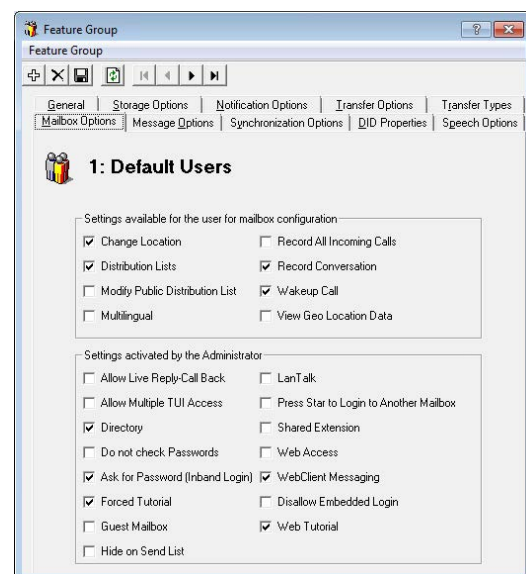 Feature Group
Feature Group
General Storage Options Notification Options Transfer Options Transfer Types
Mailbox Options Message Options Synchronization Options DID Properties Speech Options
1: Default Users
Settings available for the user for mailbox configuration
Change Location Record All Incoming Calls
Distribution Lists Record Conversation
Modify Public Distribution List Wakeup Call
Multilingual View Geo Location Data
Settings activated by the Administrator
Allow Live Reply-Call Back LanTalk
Allow Multiple TUI Access Press Star to Login to Another Mailbox
Directory Shared Extension
Do not check Passwords Web Access
Ask for Password (Inband Login) WebClient Messaging
Forced Tutorial Disallow Embedded Login
Guest Mailbox Web Tutorial
Hide on Send List